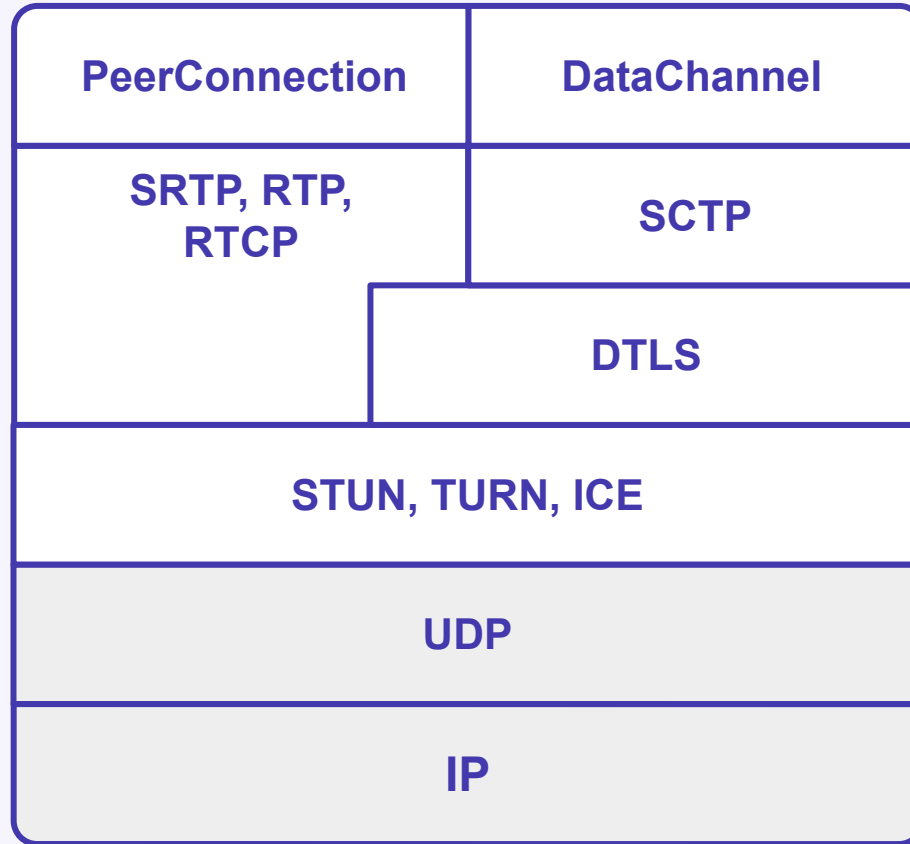 PeerConnection
DataChannel
SRTP, RTP,
RTCP
SCTP
DTLS
STUN, TURN, ICE
UDP
IP